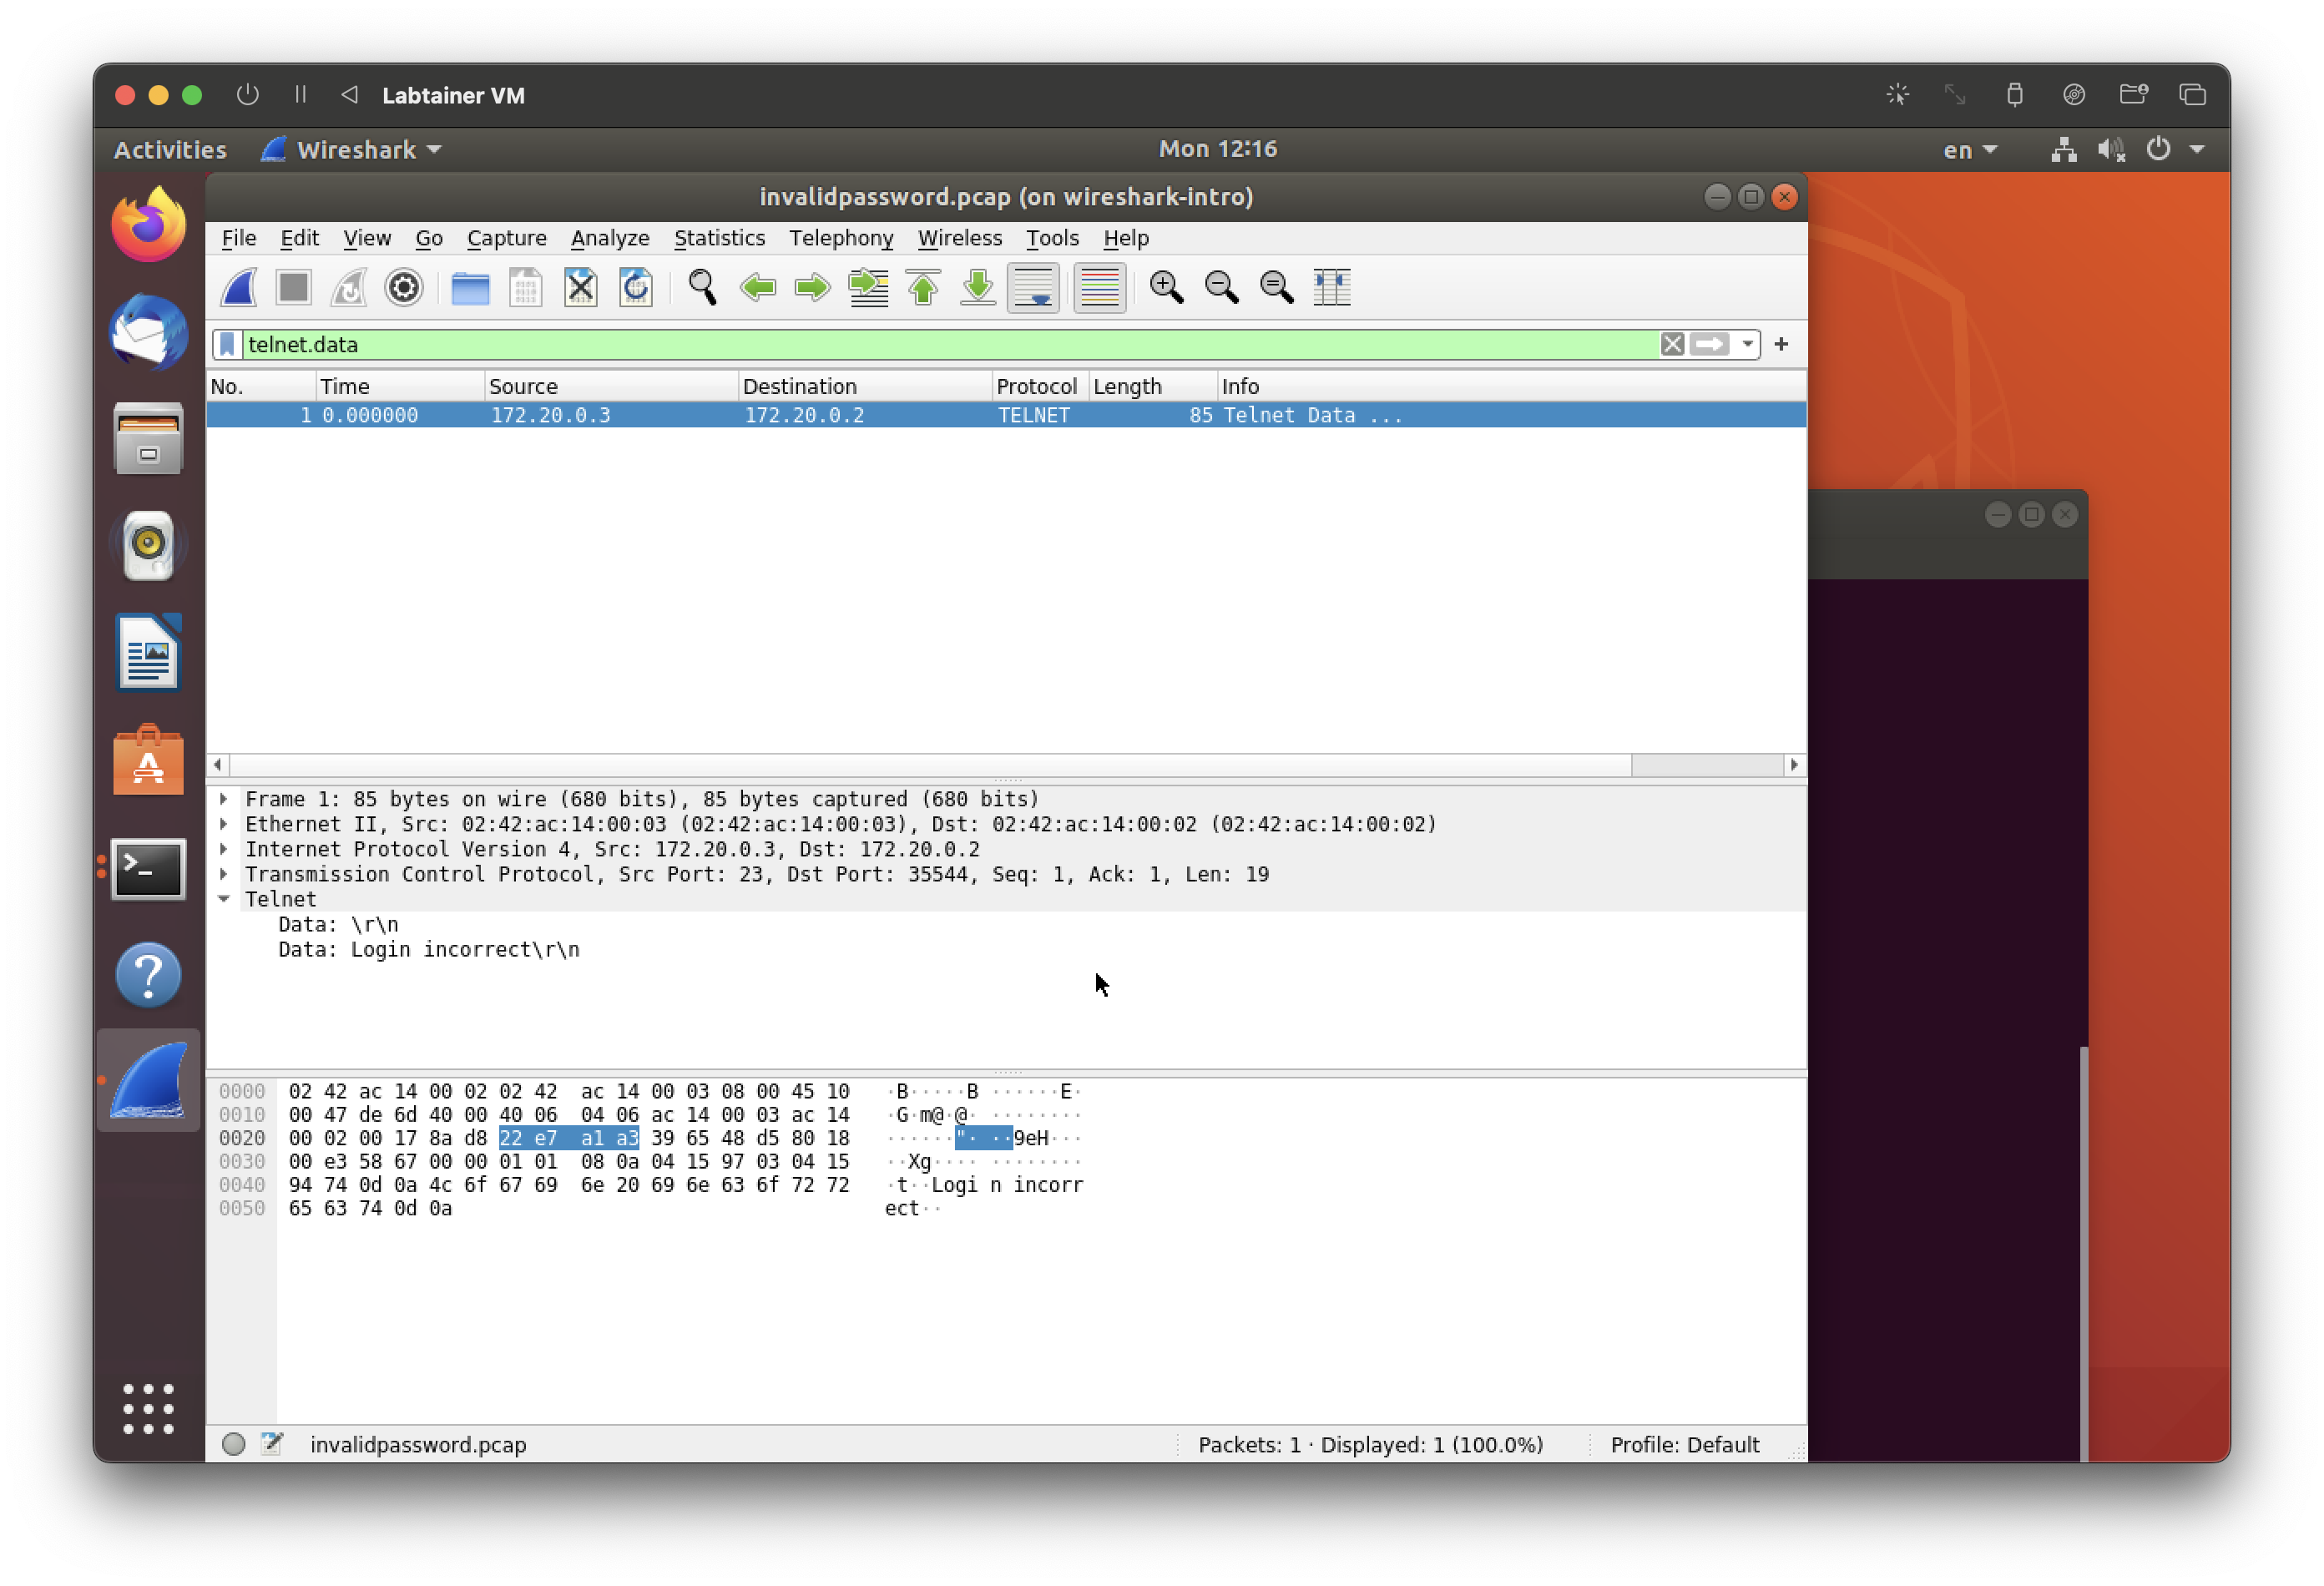 Labtainer VM
Activities Wireshark Mon 12:16 en
invalidpassword.pcap (on wireshark-intro)
File Edit View Go Capture Analyze Statistics Telephony Wireless Tools Help
telnet.data +
No. Time Source Destination Protocol Length Info
1 0.000000 172.20.0.3 172.20.0.2 TELNET 85 Telnet Data ...
Frame 1: 85 bytes on wire (680 bits), 85 bytes captured (680 bits)
Ethernet II, Src: 02:42:ac:14:00:03 (02:42:ac:14:00:03), Dst: 02:42:ac:14:00:02 (02:42:ac:14:00:02)
Internet Protocol Version 4, Src: 172.20.0.3, Dst: 172.20.0.2
Transmission Control Protocol, Src Port: 23, Dst Port: 35544, Seq: 1, Ack: 1, Len: 19
Telnet
Data: \r\n
Data: Login incorrect\r\n
0000 02 42 ac 14 00 02 02 42 ac 14 00 03 08 00 45 10 ·B·····B ······E·
0010 00 47 de 6d 40 00 40 06 04 06 ac 14 00 03 ac 14 ·G·m@·@· ········
0020 00 02 00 17 8a d8 22 e7 a1 a3 39 65 48 d5 80 18 ······"· ··9eH···
0030 00 e3 58 67 00 00 01 01 08 0a 04 15 97 03 04 15 ··Xg···· ········
0040 94 74 0d 0a 4c 6f 67 69 6e 20 69 6e 63 6f 72 72 ·t··Logi n incorr
0050 65 63 74 0d 0a ect··
invalidpassword.pcap Packets: 1 · Displayed: 1 (100.0%) Profile: Default